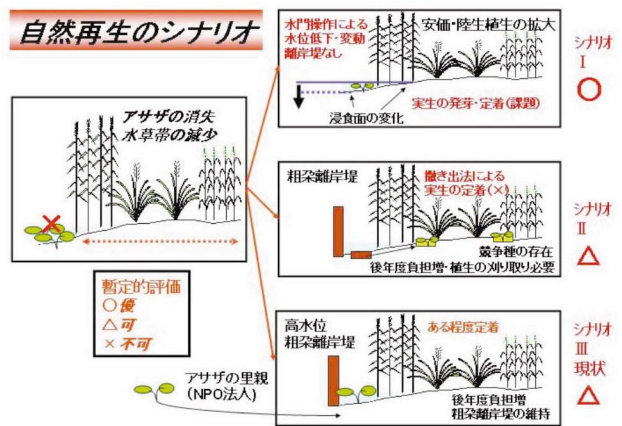 自然再生のシナリオ
アサザの消失
水草帯の減少
暫定的評価
○優
△可
×不可
アサザの里親
(NPO法人)
水門操作による
水位低下・変動
離岸堤なし
安価・陸生植生の拡大
実生の発芽・定着(課題)
浸食面の変化
シナリオ
I
○
粗朶離岸堤
撒き出法による
実生の定着(×)
競争種の存在
後年度負担増・植生の刈り取り必要
シナリオ
II
△
高水位
粗朶離岸堤
ある程度定着
後年度負担増
粗朶離岸堤の維持
シナリオ
III
現状
△